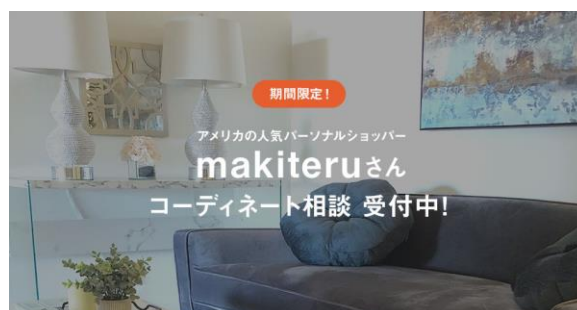 期間限定！
アメリカの人気パーソナルショッパー
makiteruさん
コーディネート相談 受付中！